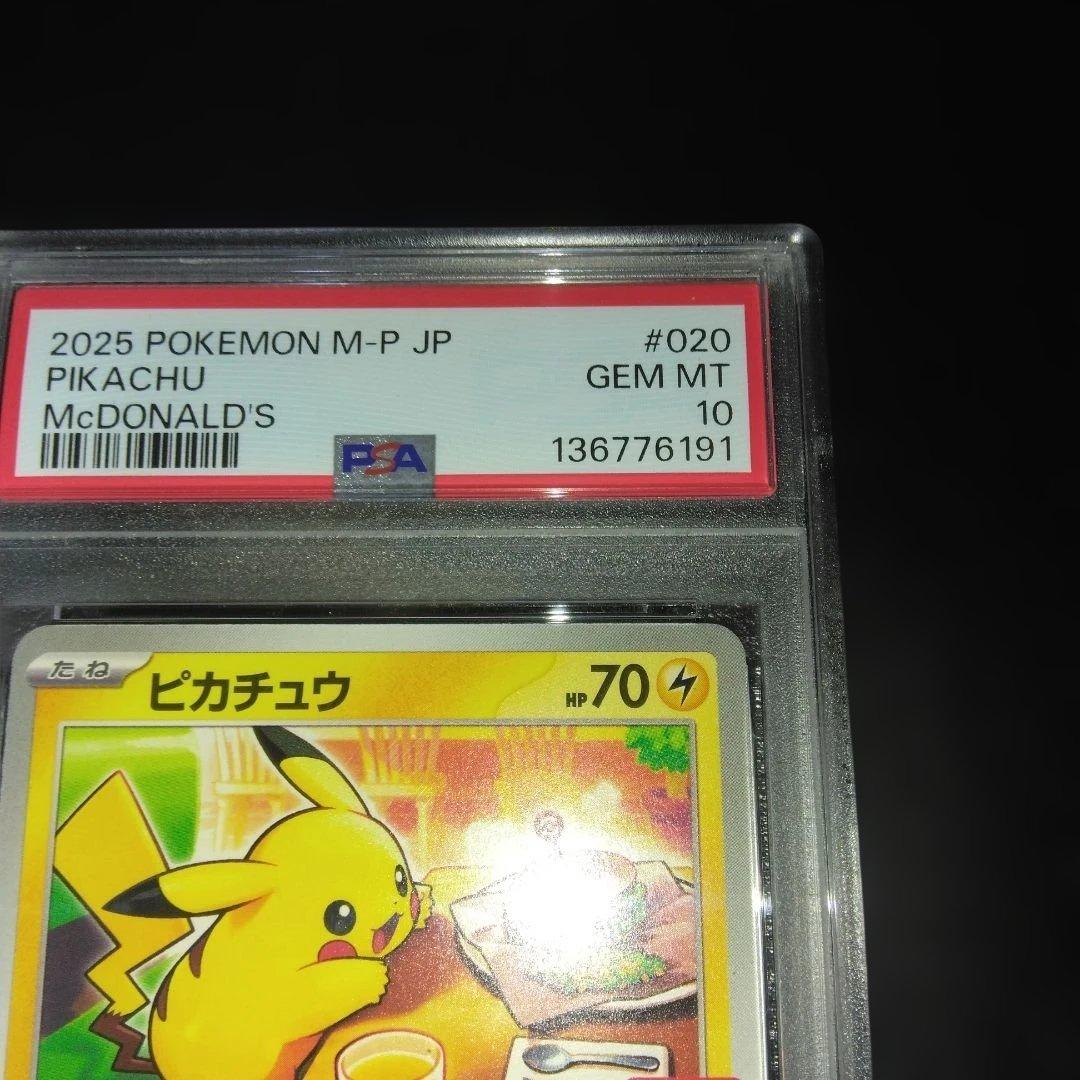 2025 POKEMON M-P JP #020
PIKACHU GEM MT
McDONALD'S 10
PSA 136776191
たね ピカチュウ HP70